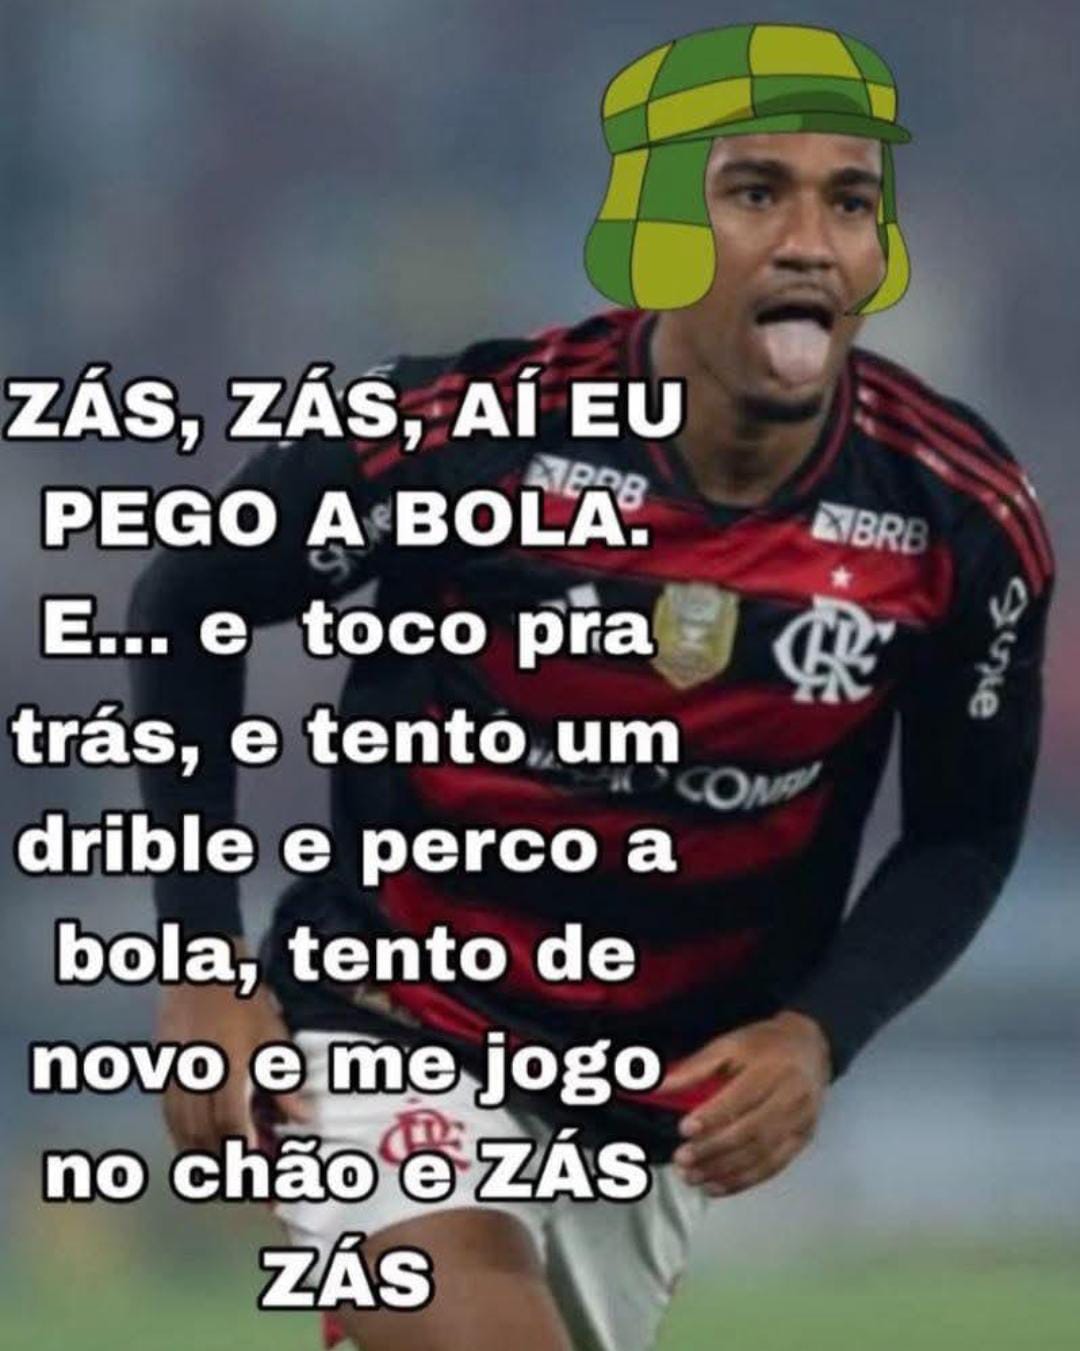 ZÁS, ZÁS, AÍ EU
PEGO A BOLA.
E... e toco pra
trás, e tento um
drible e perco a
bola, tento de
novo e me jogo
no chão e ZÁS
ZÁS
BRB
BRB
CRF